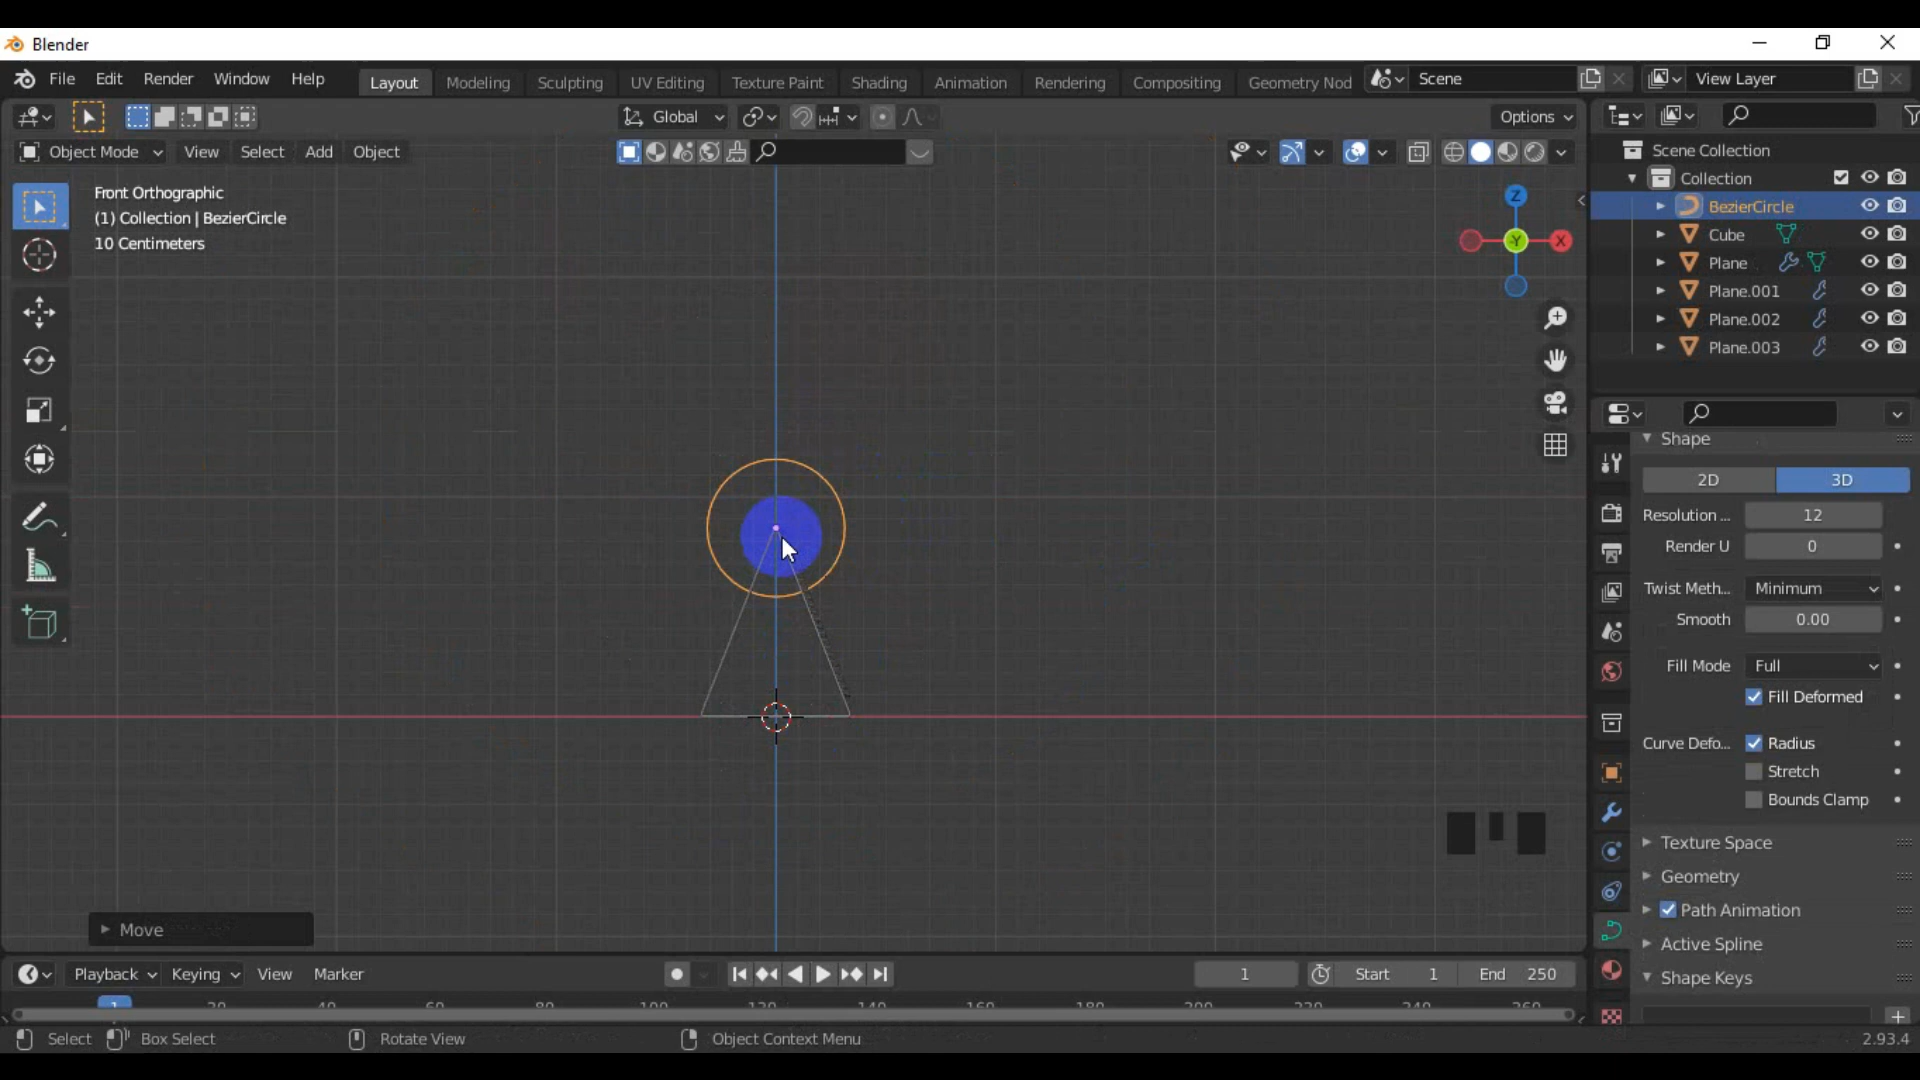 Blender
File Edit Render Window Help Layout Modeling Sculpting UV Editing Texture Paint Shading Animation Rendering Compositing Geometry Nod Scene View Layer
Global Options
Object Mode View Select Add Object
Front Orthographic
(1) Collection | BezierCircle
10 Centimeters
Z
-Y
X
Scene Collection
Collection
BezierCircle
Cube
Plane
Plane.001
Plane.002
Plane.003
Shape
2D 3D
Resolution ... 12
Render U 0
Twist Meth... Minimum
Smooth 0.00
Fill Mode Full
Fill Deformed
Curve Defo... Radius
Stretch
Bounds Clamp
Texture Space
Geometry
Path Animation
Active Spline
Shape Keys
Move
Playback Keying View Marker 1 Start 1 End 250
Select Box Select Rotate View Object Context Menu 2.93.4